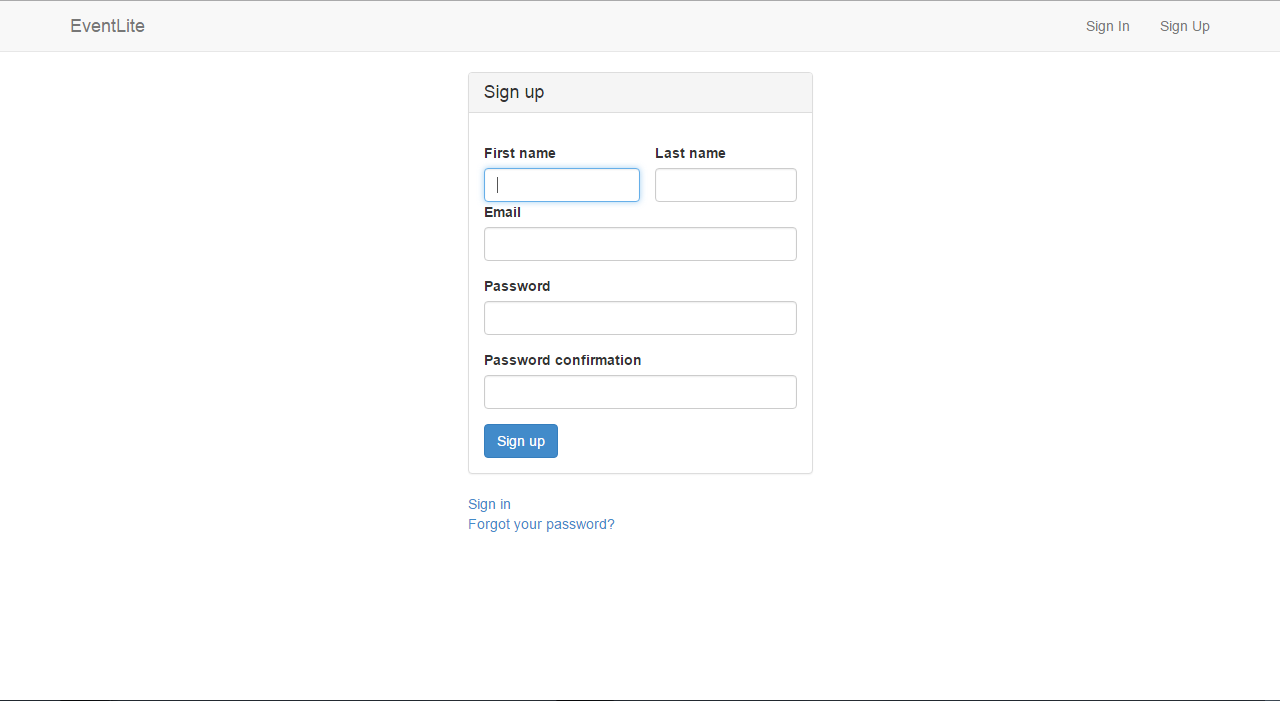 EventLite Sign In Sign Up
Sign up
First name Last name
Email
Password
Password confirmation
Sign up
Sign in
Forgot your password?